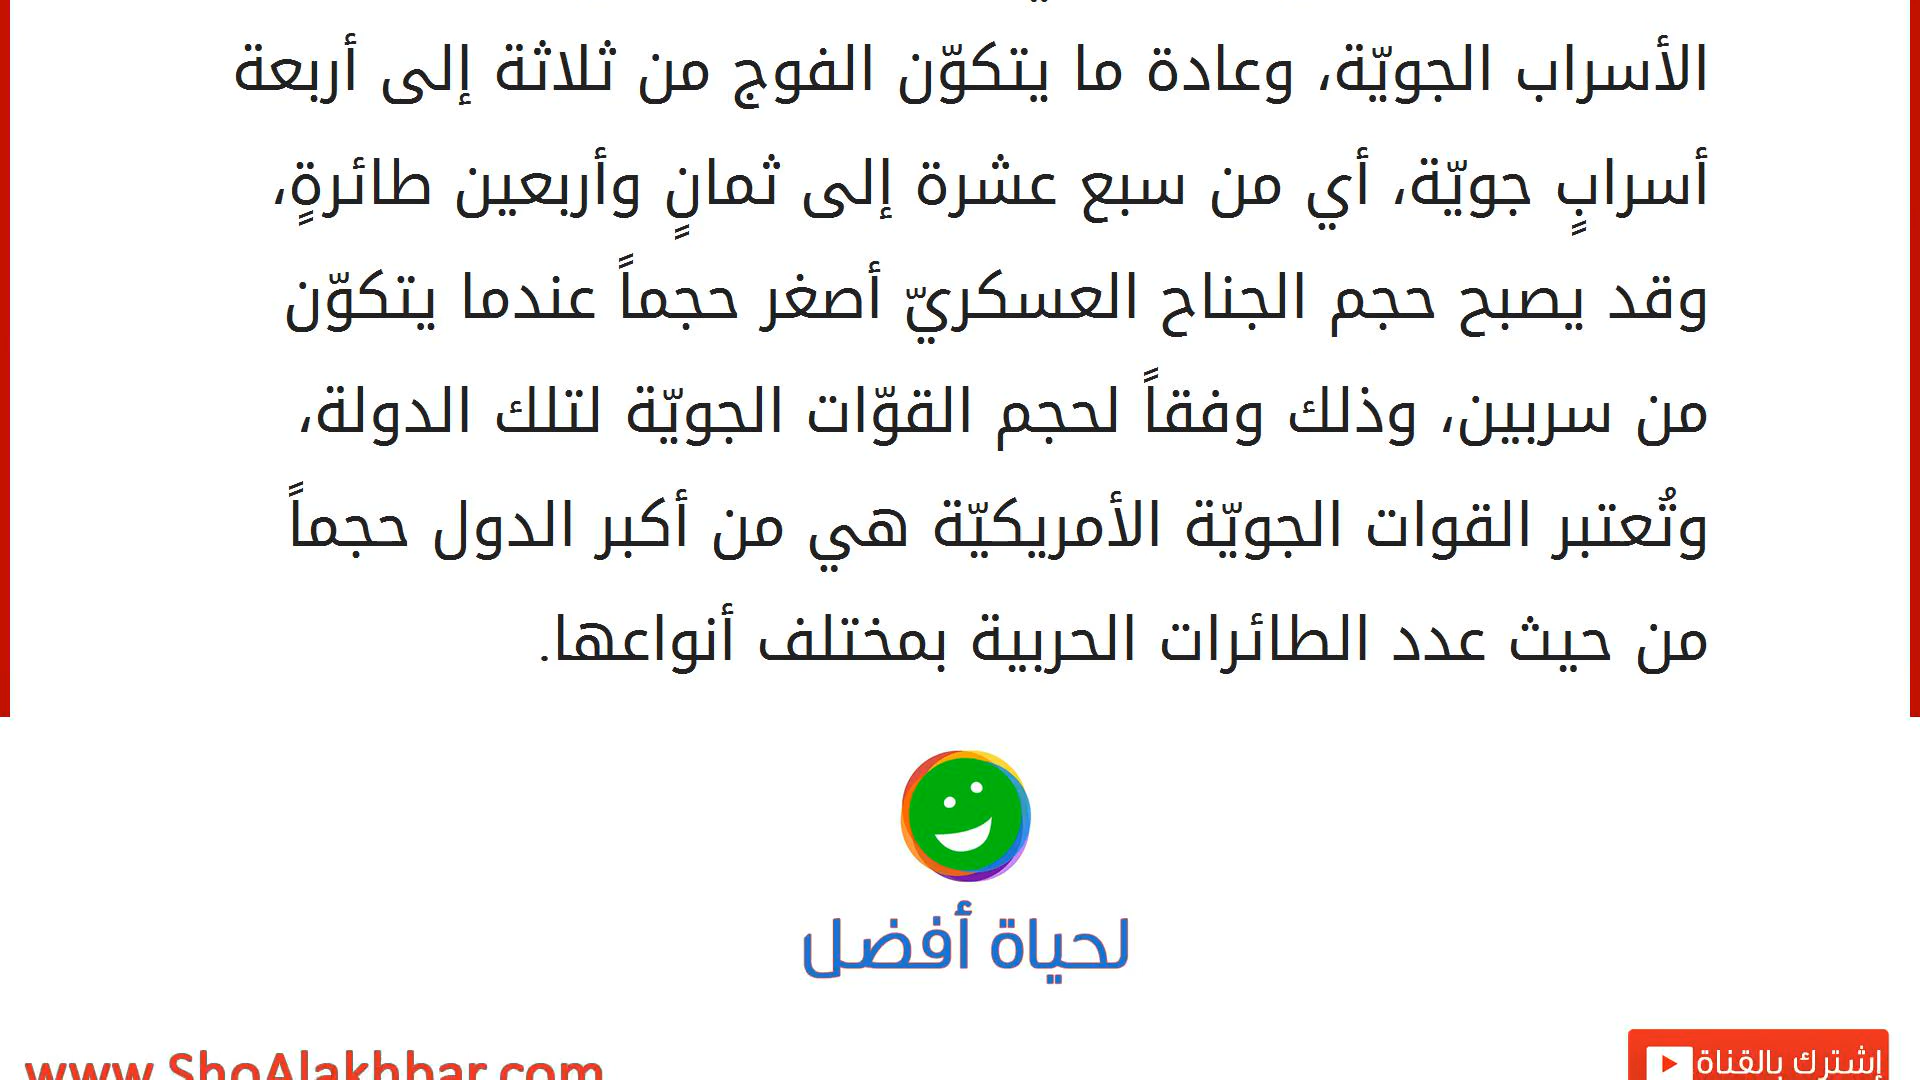 الأسراب الجويّة، وعادة ما يتكوّن الفوج من ثلاثة إلى أربعة
أسرابٍ جويّة، أي من سبع عشرة إلى ثمانٍ وأربعين طائرةٍ،
وقد يصبح حجم الجناح العسكريّ أصغر حجماً عندما يتكوّن
من سربين، وذلك وفقاً لحجم القوّات الجويّة لتلك الدولة،
وتُعتبر القوات الجويّة الأمريكيّة هي من أكبر الدول حجماً
من حيث عدد الطائرات الحربية بمختلف أنواعها.
لحياة أفضل
www.ShoAlakhbar.com
إشترك بالقناة